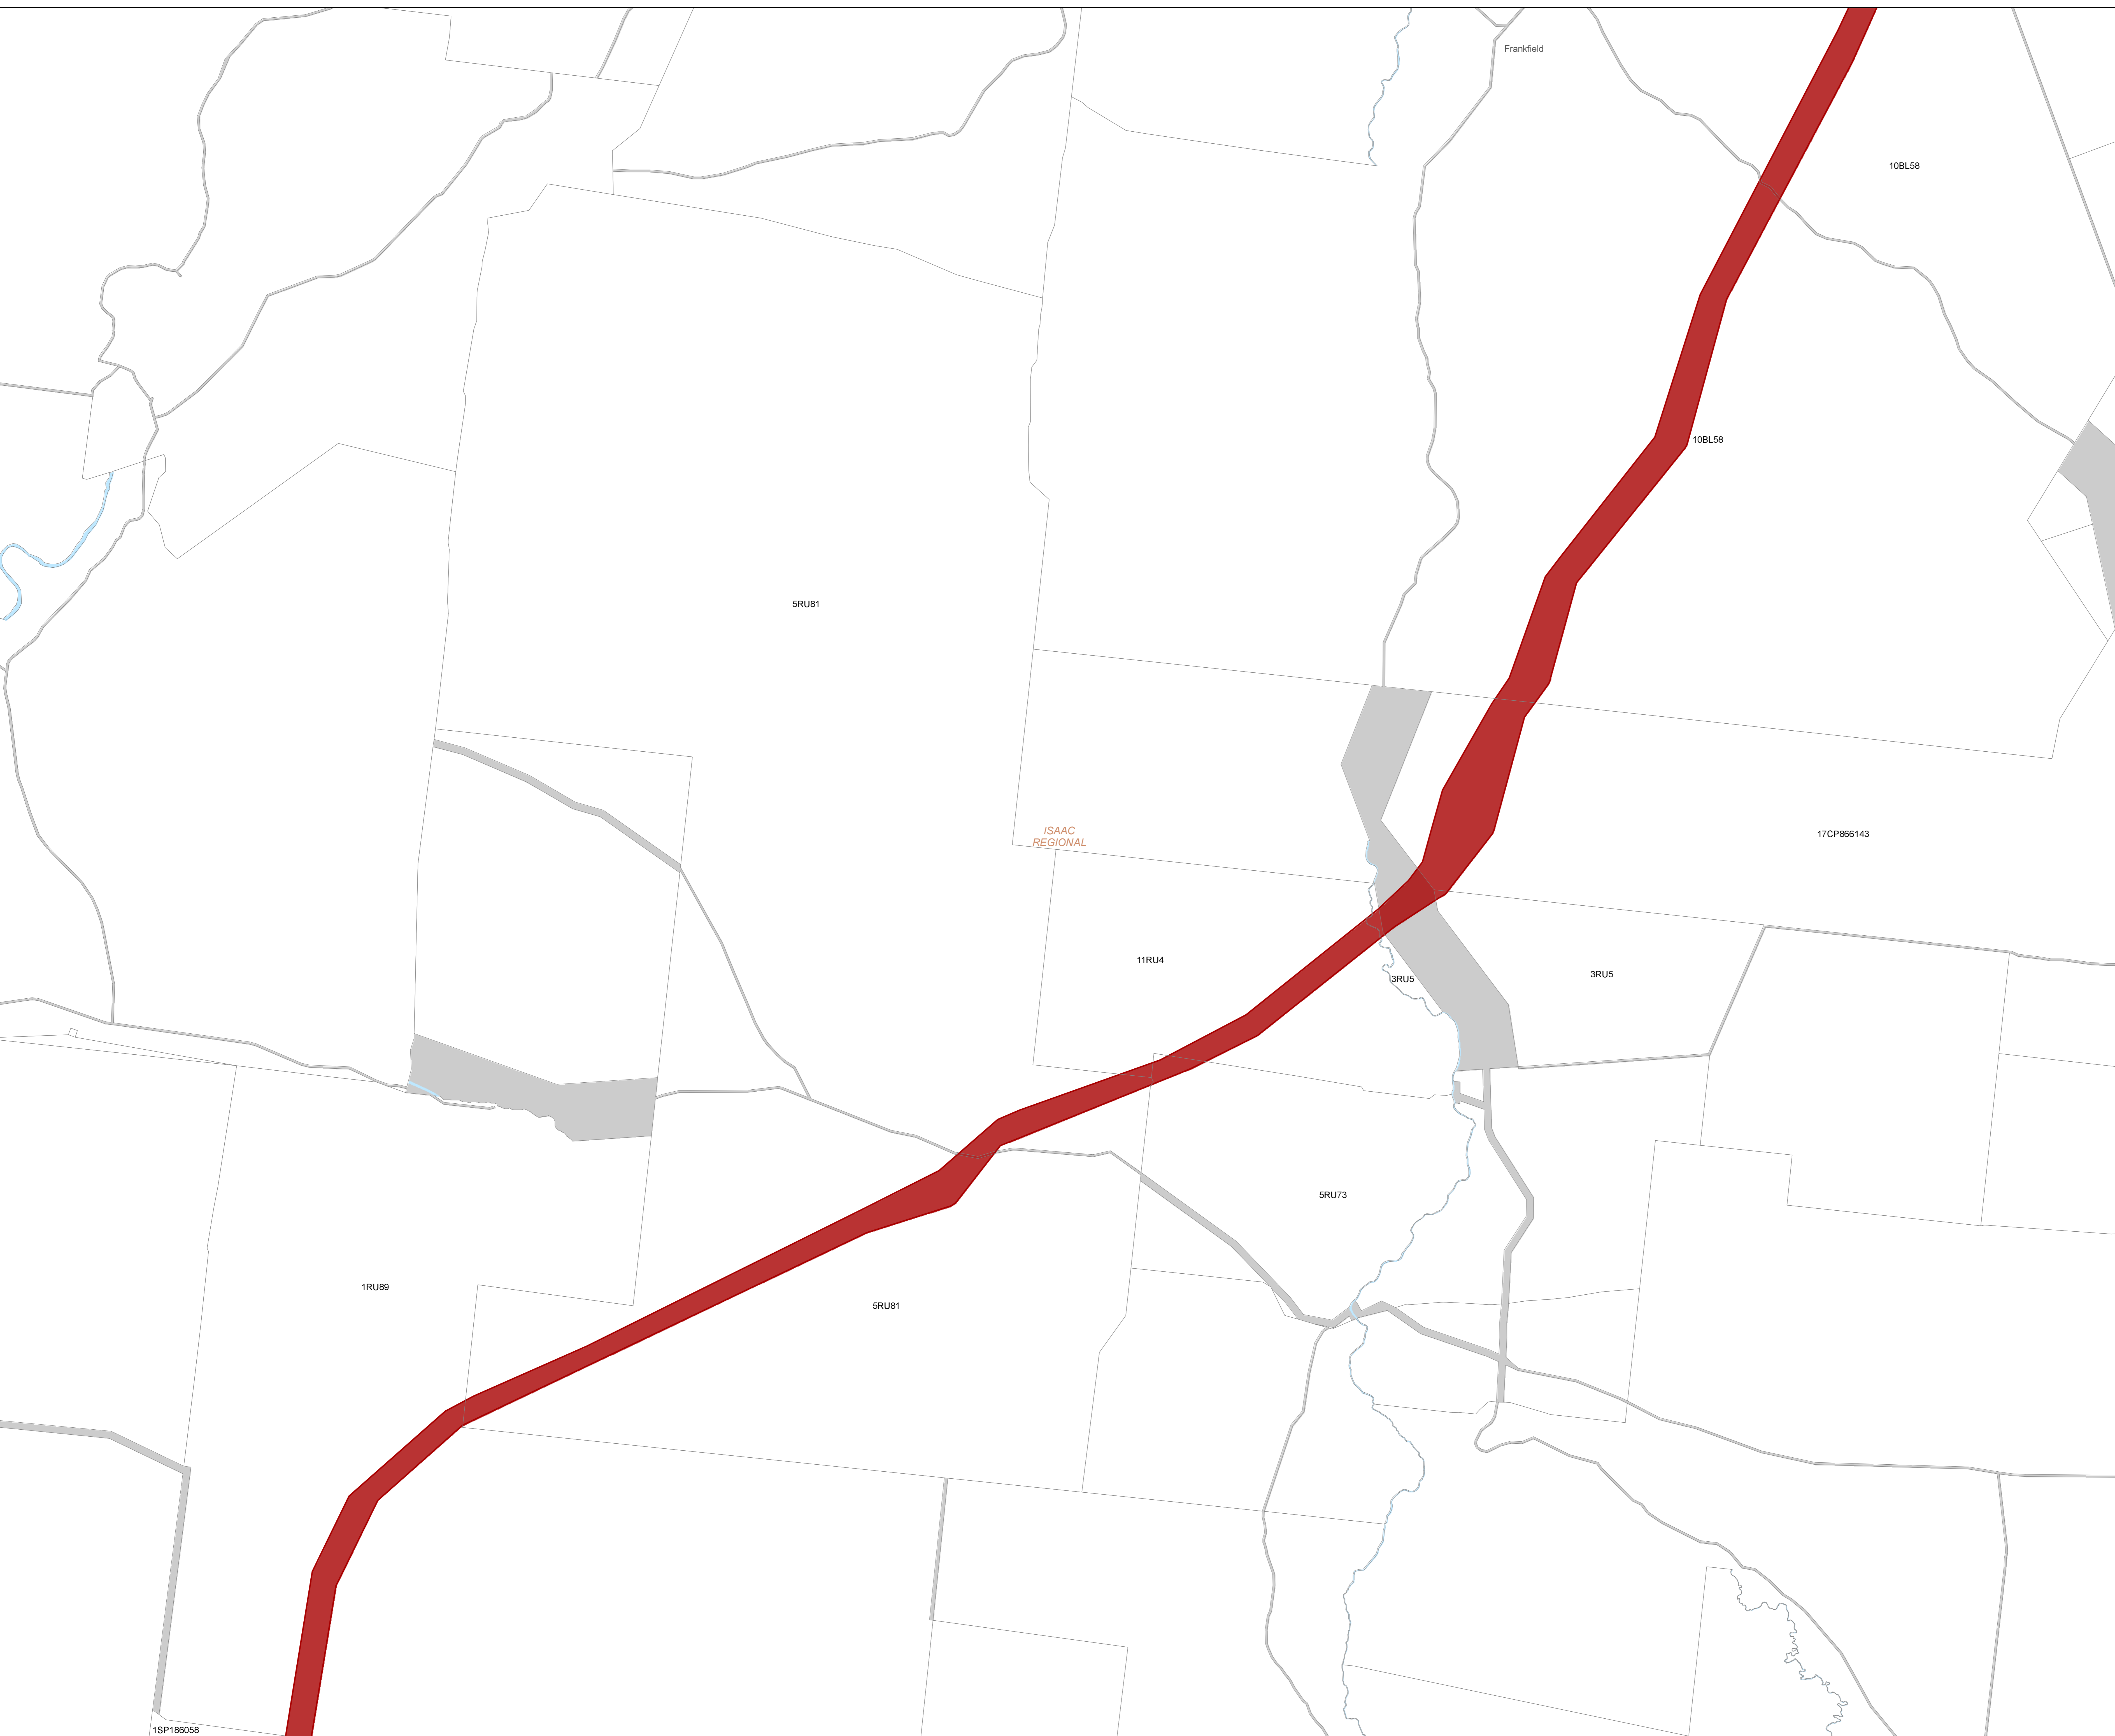 Frankfield
10BL58
10BL58
5RU81
ISAAC
REGIONAL
17CP866143
11RU4
3RU5
3RU5
5RU73
1RU89
5RU81
1SP186058